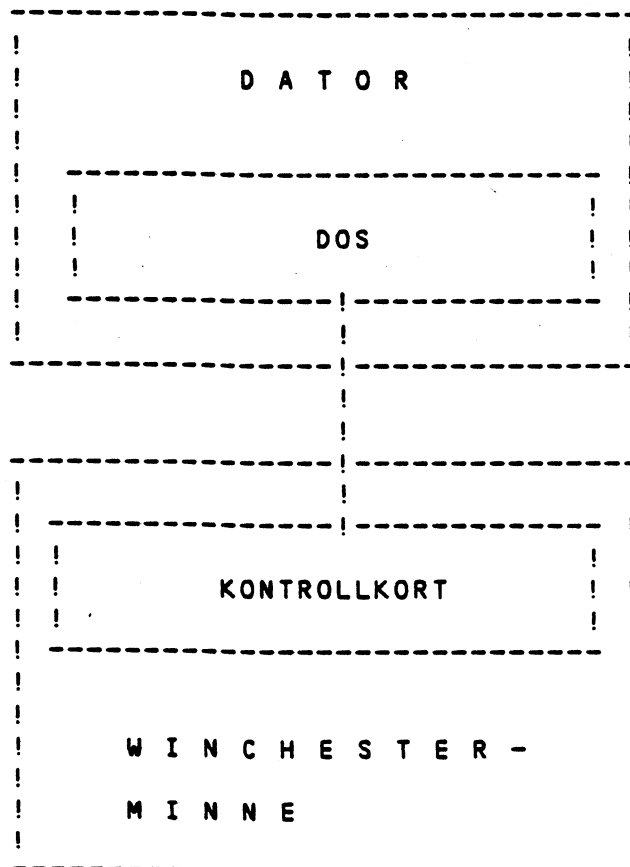 D A T O R
DOS
KONTROLLKORT
W I N C H E S T E R -
M I N N E